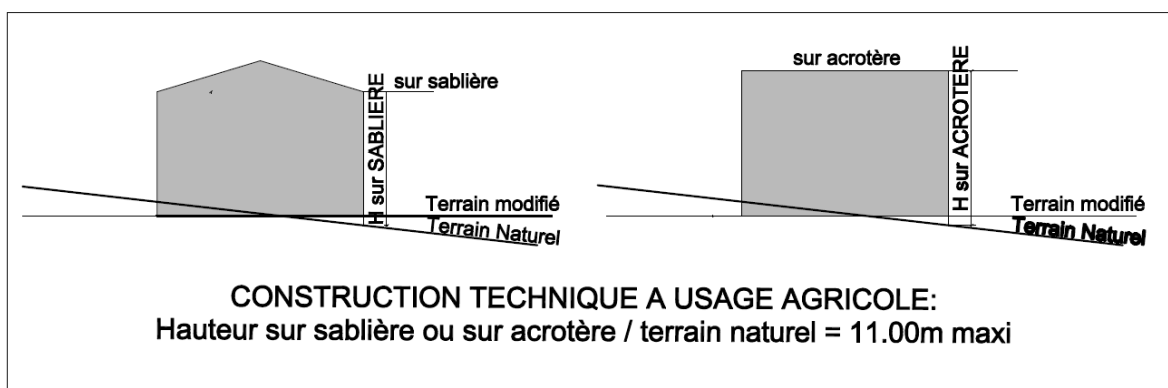 sur sablière
H sur SABLIERE
Terrain modifié
Terrain Naturel
sur acrotère
H sur ACROTERE
Terrain modifié
Terrain Naturel
CONSTRUCTION TECHNIQUE A USAGE AGRICOLE:
Hauteur sur sablière ou sur acrotère / terrain naturel = 11.00m maxi